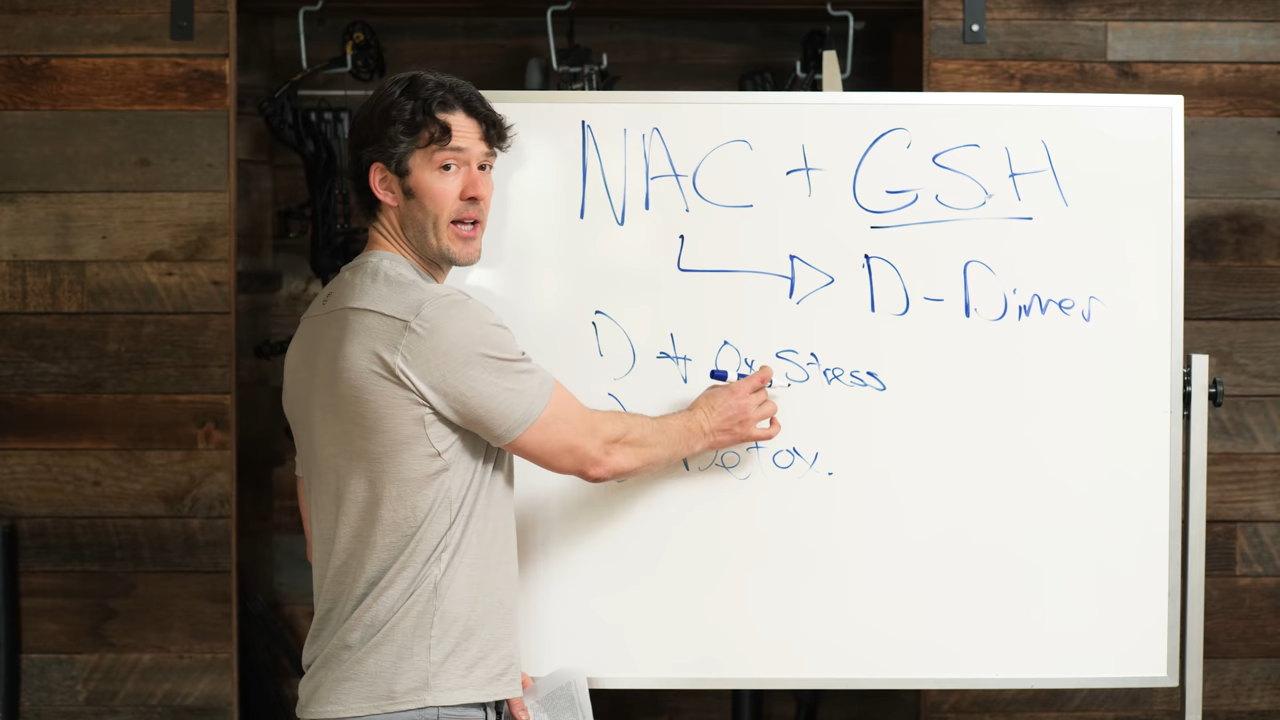 NAC + GSH
D-Dimer
Ox Stress
Detox.